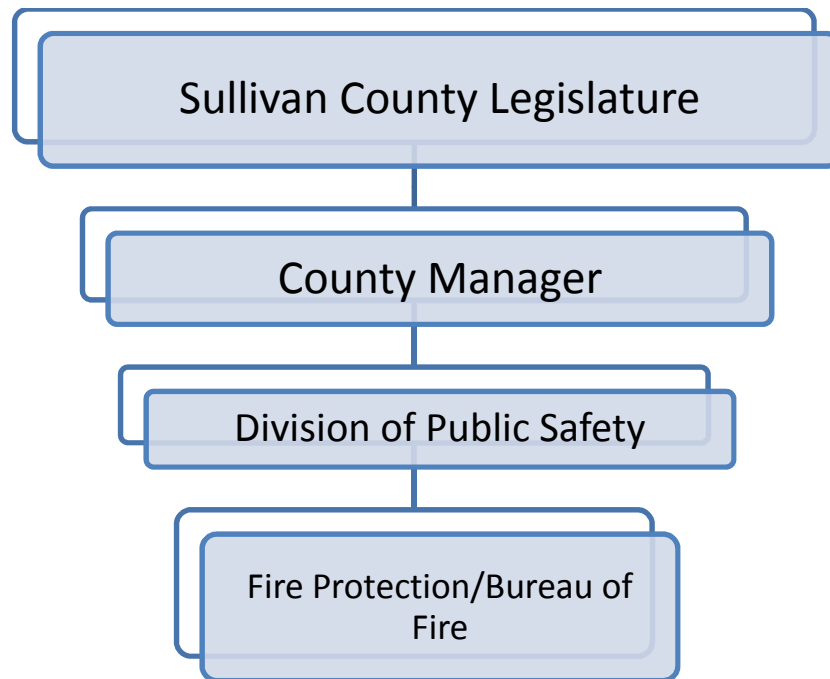 Sullivan County Legislature
County Manager
Division of Public Safety
Fire Protection/Bureau of
Fire